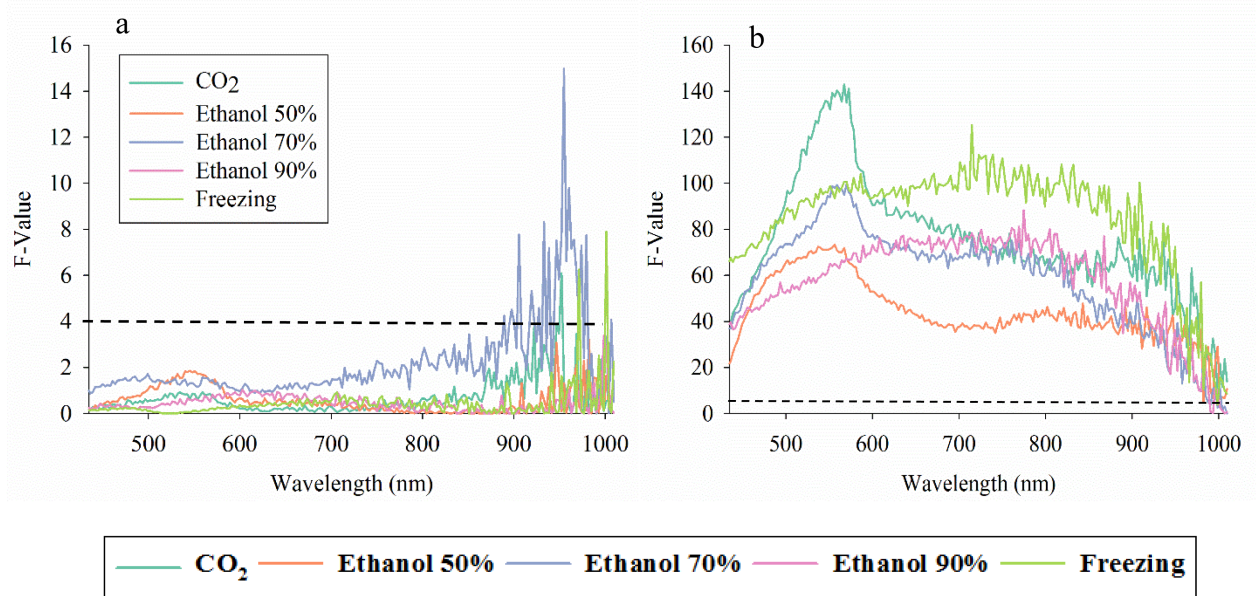 a
F-Value
16
14
12
10
8
6
4
2
0
CO2
Ethanol 50%
Ethanol 70%
Ethanol 90%
Freezing
500 600 700 800 900 1000
Wavelength (nm)
b
F-Value
160
140
120
100
80
60
40
20
0
500 600 700 800 900 1000
Wavelength (nm)
CO2 Ethanol 50% Ethanol 70% Ethanol 90% Freezing